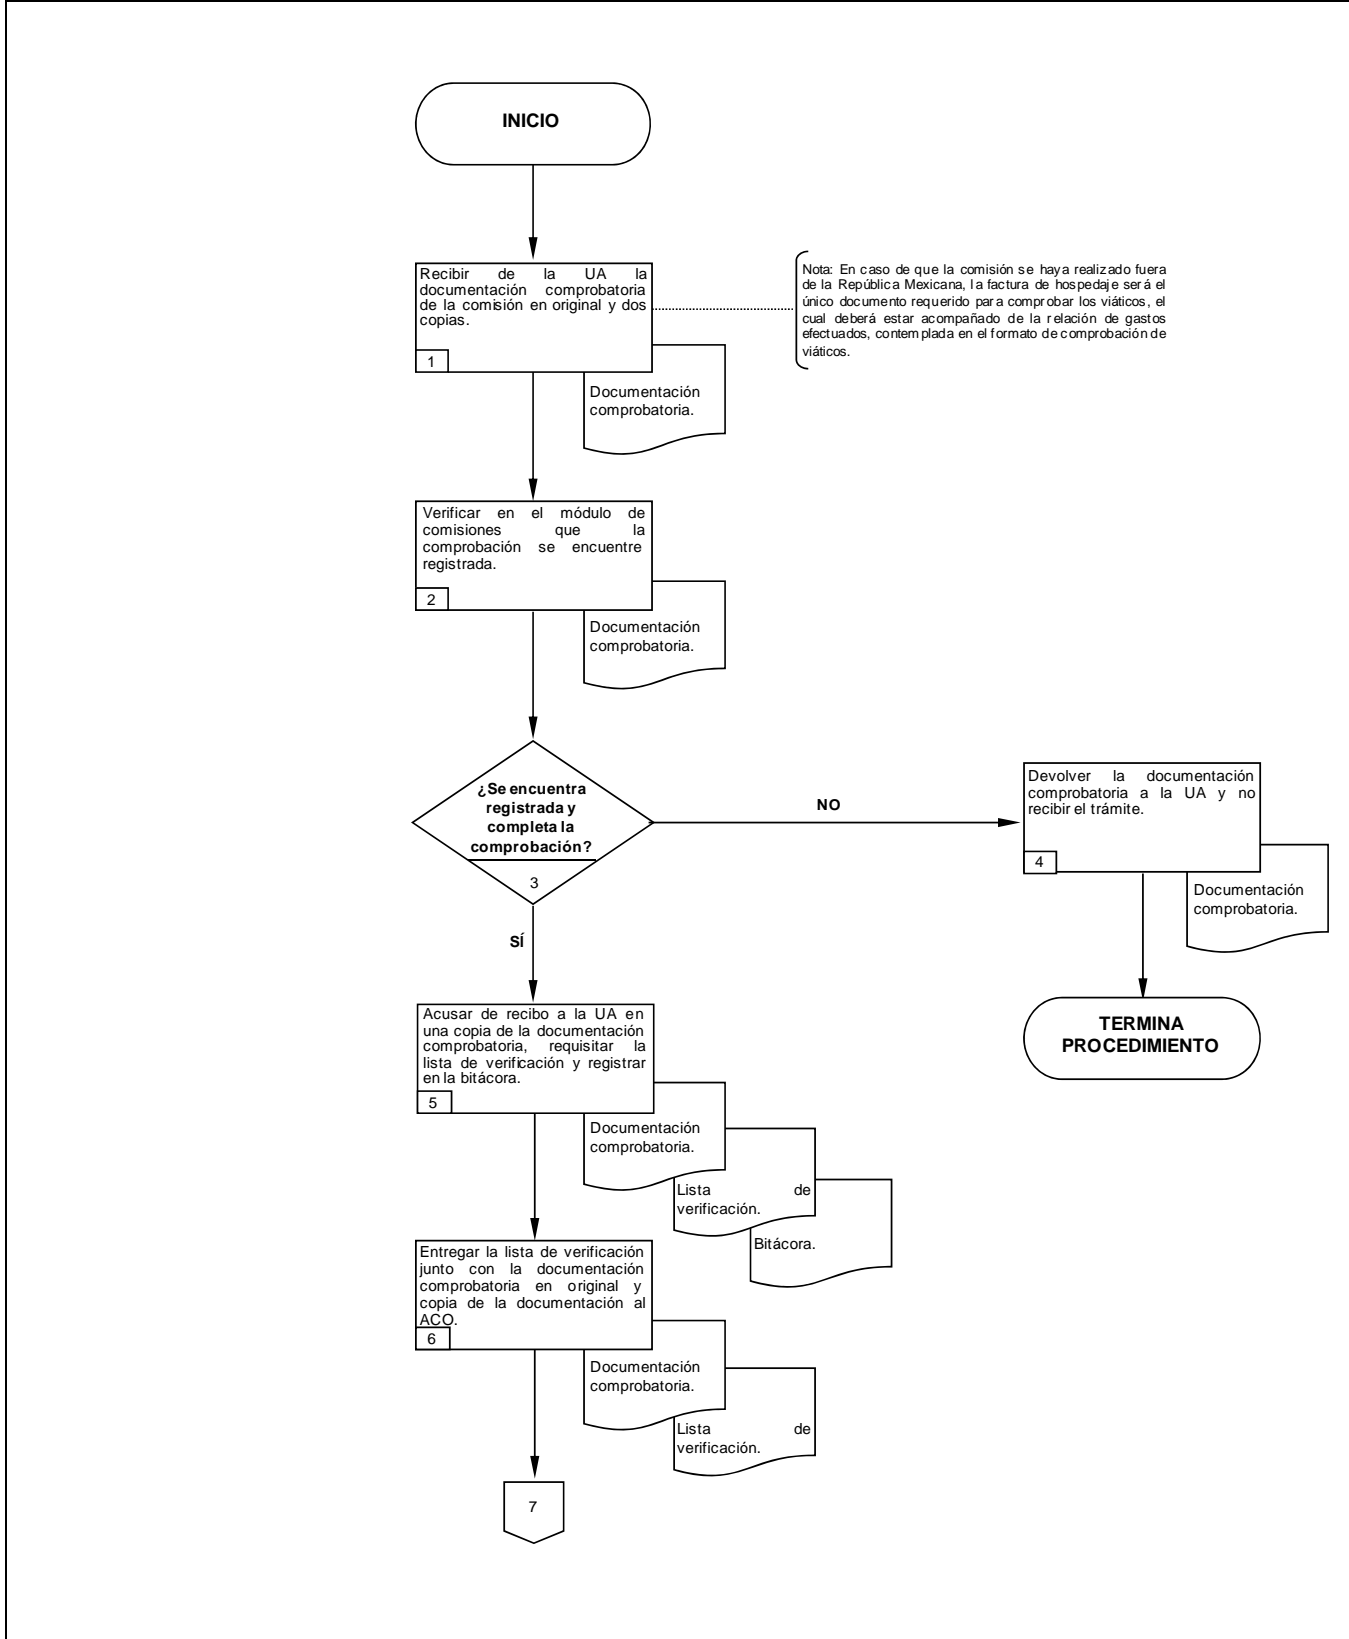 INICIO
Recibir de la UA la
documentación comprobatoria
de la comisión en original y dos
copias.
1
Nota: En caso de que la comisión se haya realizado fuera
de la República Mexicana, la factura de hospedaje será el
único documento requerido para comprobar los viáticos, el
cual deberá estar acompañado de la relación de gastos
efectuados, contemplada en el formato de comprobación de
viáticos.
Documentación
comprobatoria.
Verificar en el módulo de
comisiones que la
comprobación se encuentre
registrada.
2
Documentación
comprobatoria.
¿Se encuentra
registrada y
completa la
comprobación?
3
NO
Devolver la documentación
comprobatoria a la UA y no
recibir el trámite.
4
Documentación
comprobatoria.
TERMINA
PROCEDIMIENTO
SÍ
Acusar de recibo a la UA en
una copia de la documentación
comprobatoria, requisitar la
lista de verificación y registrar
en la bitácora.
5
Documentación
comprobatoria.
Lista de
verificación.
Bitácora.
Entregar la lista de verificación
junto con la documentación
comprobatoria en original y
copia de la documentación al
ACO.
6
Documentación
comprobatoria.
Lista de
verificación.
7